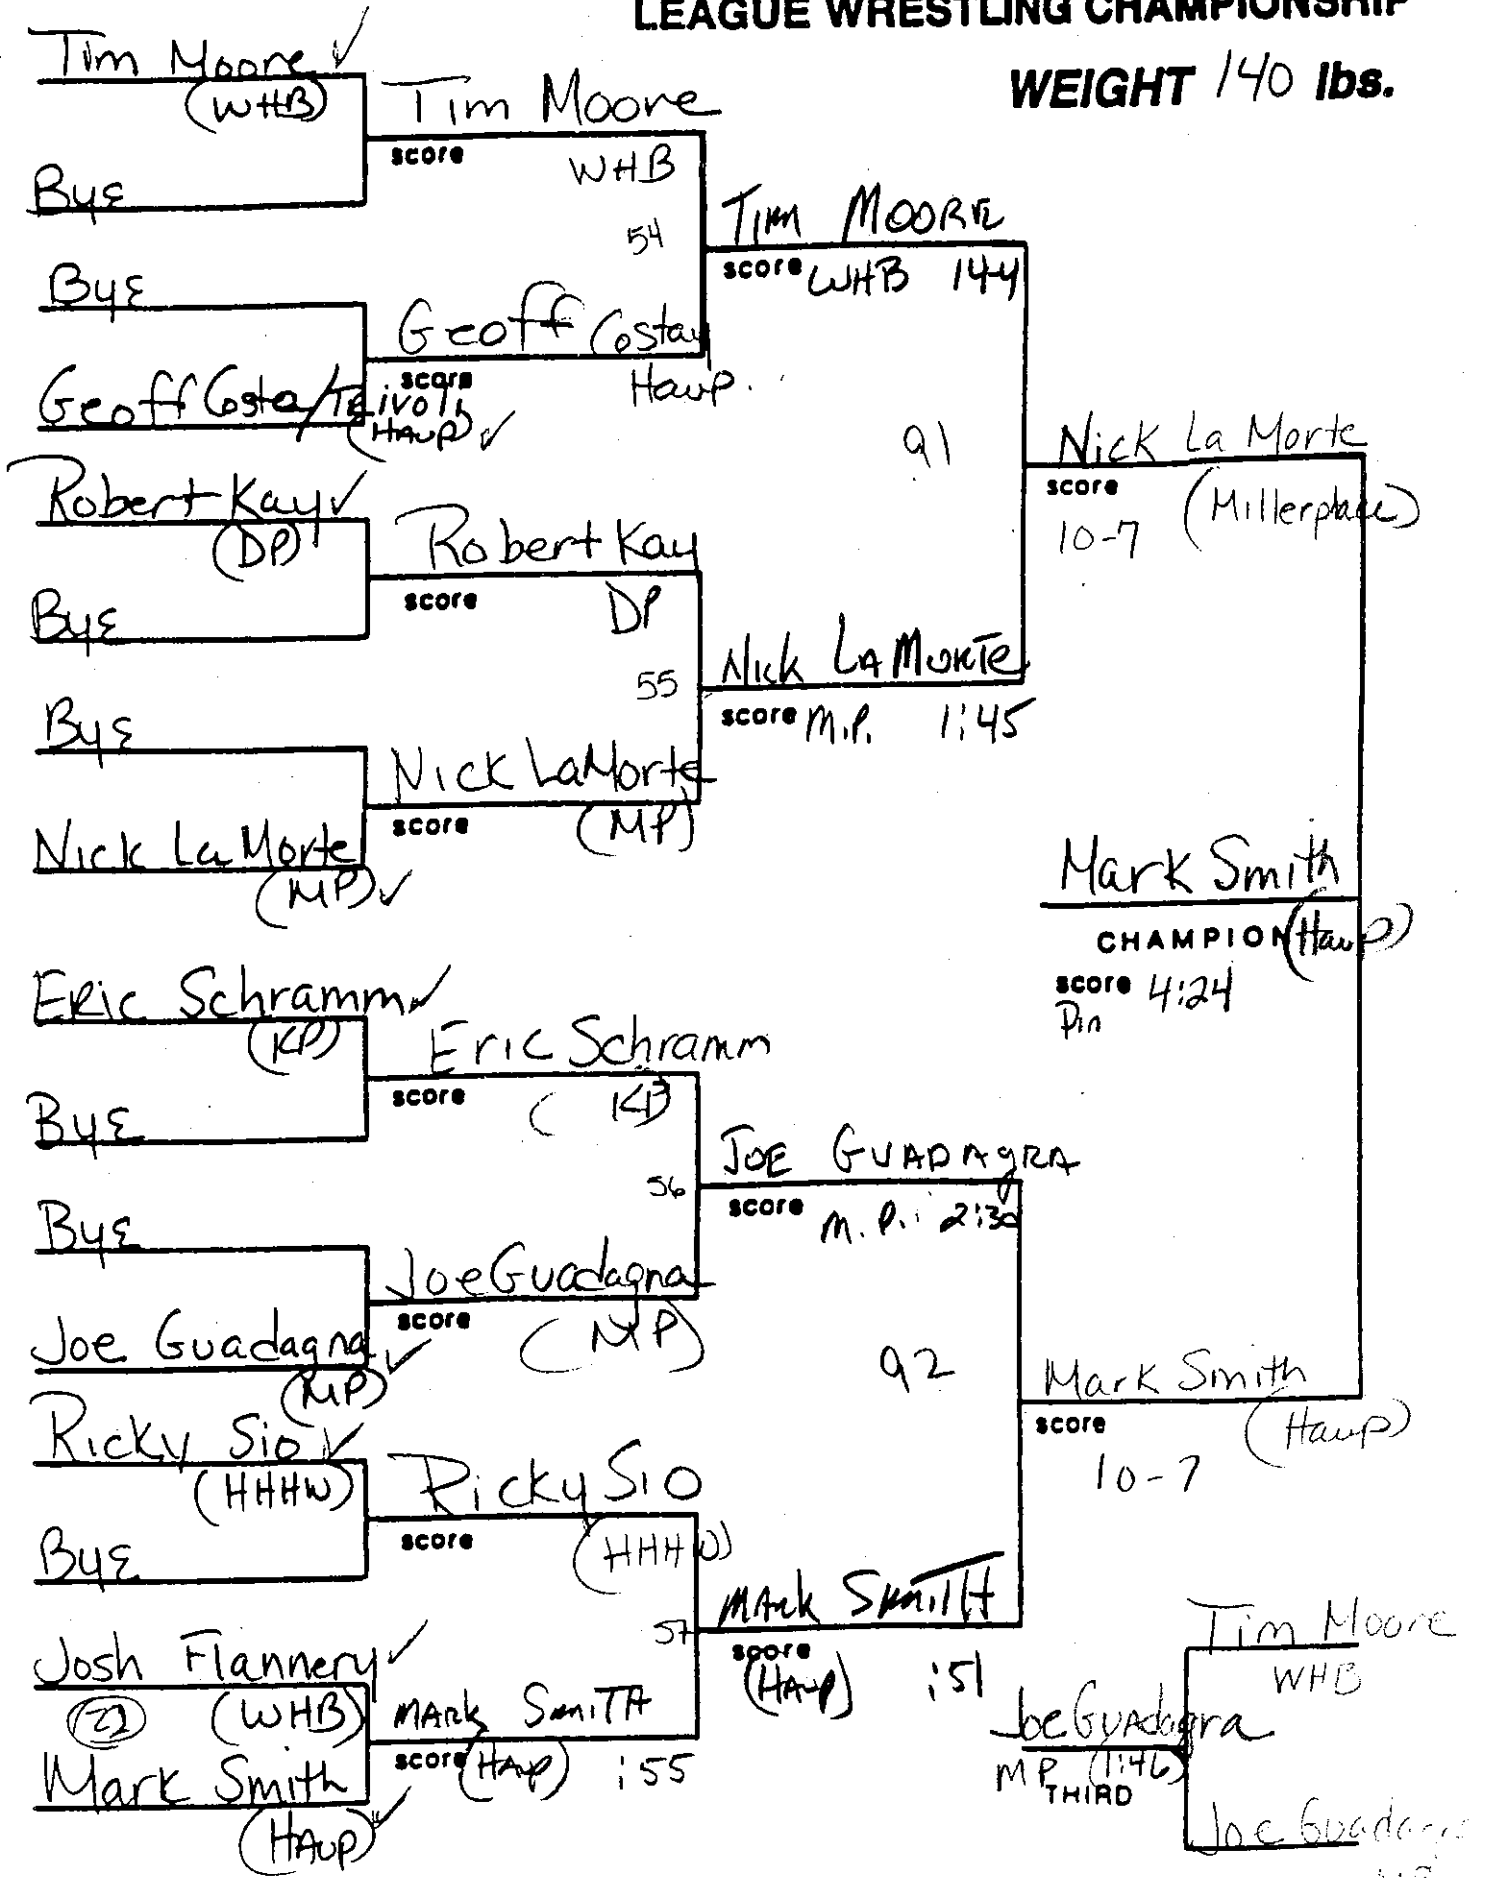 LEAGUE WRESTLING CHAMPIONSHIP
WEIGHT 140 lbs.
Tim Moore ✓
(WHB)
Bye
Bye
Geoff Costa/Teivoli
(HAUP) ✓
Robert Kay ✓
(DP)
Bye
Bye
Nick LaMorte
(MP) ✓
Eric Schramm ✓
(KP)
Bye
Bye
Joe Guadagna
(MP) ✓
Ricky Sio ✓
(HHHW)
Bye
Josh Flannery ✓
(WHB)
Mark Smith
(HAUP) ✓
Tim Moore
score
WHB
54
Geoff Costa
score
Haup.
Robert Kay
score
DP
55
Nick LaMorte
score
(MP)
Eric Schramm
score
(KP)
56
Joe Guadagna
score
(MP)
Ricky Sio
score
(HHHW)
57
MARK SMITH
score (HAUP) :55
TIM MOORE
score WHB 14-4
91
NICK LAMORTE
score M.P. 1:45
JOE GUADAgRA
score M.P. 2:30
92
MARK SMITH
score
(HAUP) :51
Nick La Morte
score
10-7 (Millerplace)
Mark Smith
CHAMPION (Haup)
score 4:24
Pin
Mark Smith
score
(Haup)
10-7
Tim Moore
WHB
Joe Guadagra
MP (1:46)
THIRD
Joe Guadagna